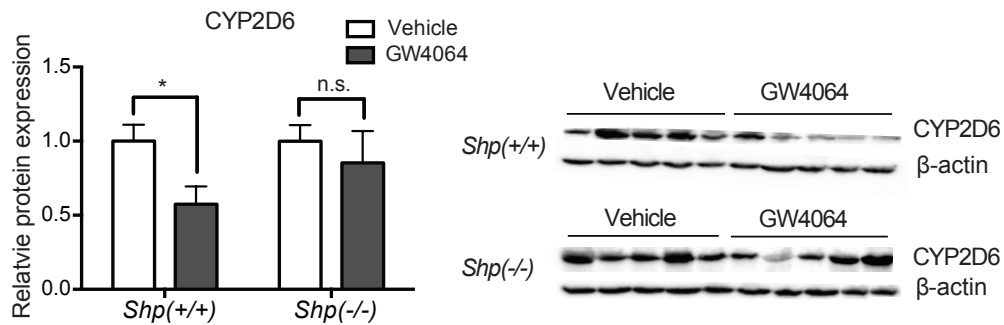 CYP2D6
Vehicle
GW4064
Relatvie protein expression
1.5
1.0
0.5
0.0
*
n.s.
Shp(+/+)
Shp(-/-)
Vehicle
GW4064
Shp(+/+)
CYP2D6
β-actin
Vehicle
GW4064
Shp(-/-)
CYP2D6
β-actin